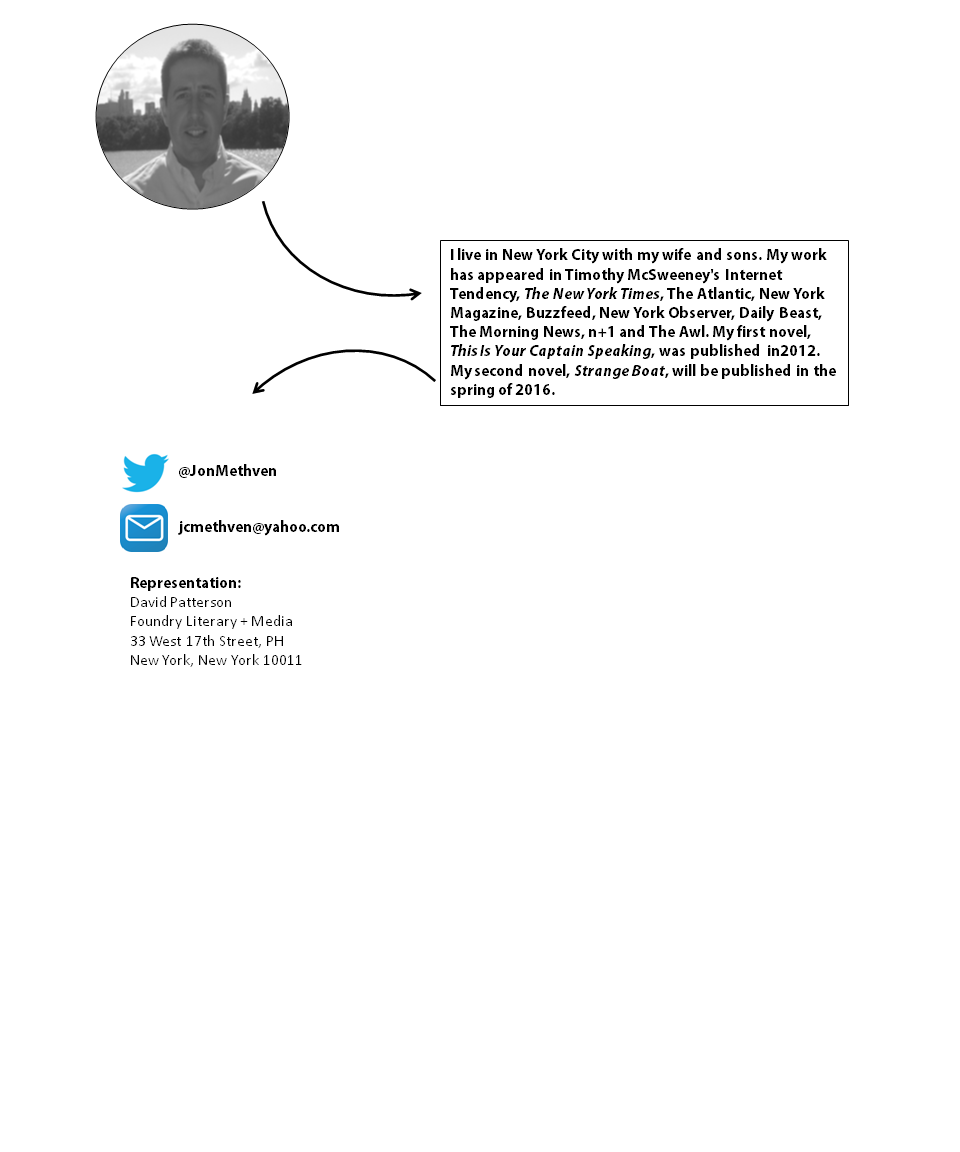 I live in New York City with my wife and sons. My work
has appeared in Timothy McSweeney's Internet
Tendency, The New York Times, The Atlantic, New York
Magazine, Buzzfeed, New York Observer, Daily Beast,
The Morning News, n+1 and The Awl. My first novel,
This Is Your Captain Speaking, was published in2012.
My second novel, Strange Boat, will be published in the
spring of 2016.
@JonMethven
jcmethven@yahoo.com
Representation:
David Patterson
Foundry Literary + Media
33 West 17th Street, PH
New York, New York 10011